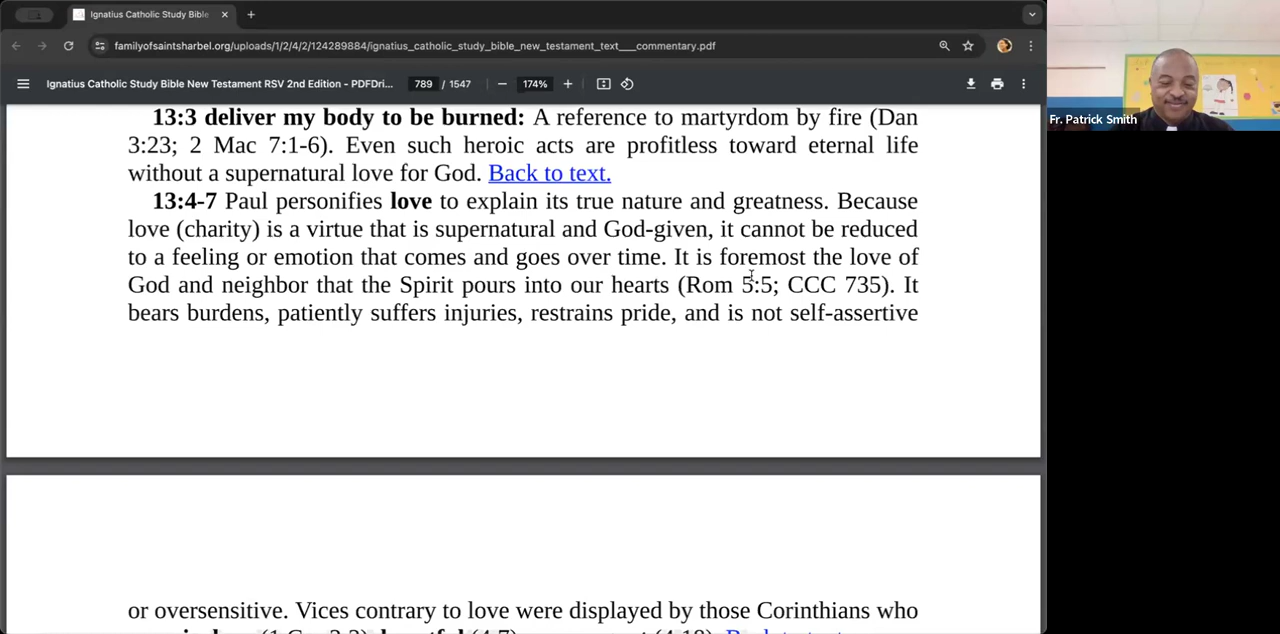 Ignatius Catholic Study Bible
familyofsaintsharbel.org/uploads/1/2/4/2/124289884/ignatius_catholic_study_bible_new_testament_text___commentary.pdf
Ignatius Catholic Study Bible New Testament RSV 2nd Edition - PDFDri... 789 / 1547 174%
Fr. Patrick Smith
13:3 deliver my body to be burned: A reference to martyrdom by fire (Dan
3:23; 2 Mac 7:1-6). Even such heroic acts are profitless toward eternal life
without a supernatural love for God. Back to text.
13:4-7 Paul personifies love to explain its true nature and greatness. Because
love (charity) is a virtue that is supernatural and God-given, it cannot be reduced
to a feeling or emotion that comes and goes over time. It is foremost the love of
God and neighbor that the Spirit pours into our hearts (Rom 5:5; CCC 735). It
bears burdens, patiently suffers injuries, restrains pride, and is not self-assertive
or oversensitive. Vices contrary to love were displayed by those Corinthians who